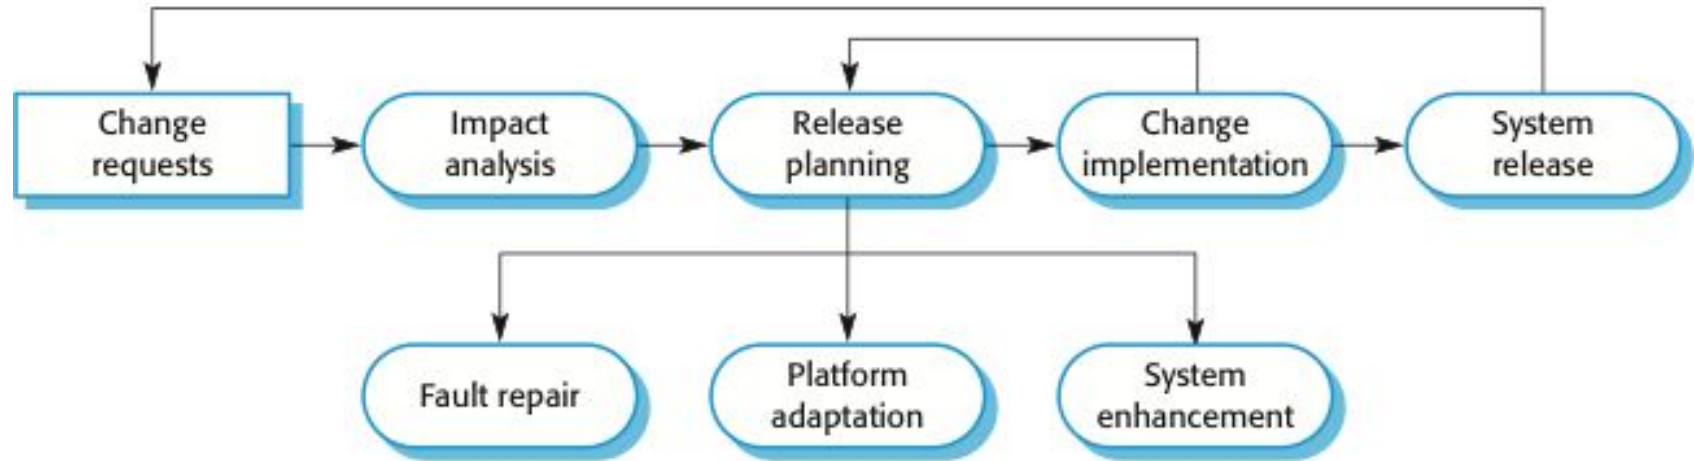 Change
requests
Impact
analysis
Release
planning
Change
implementation
System
release
Fault repair
Platform
adaptation
System
enhancement